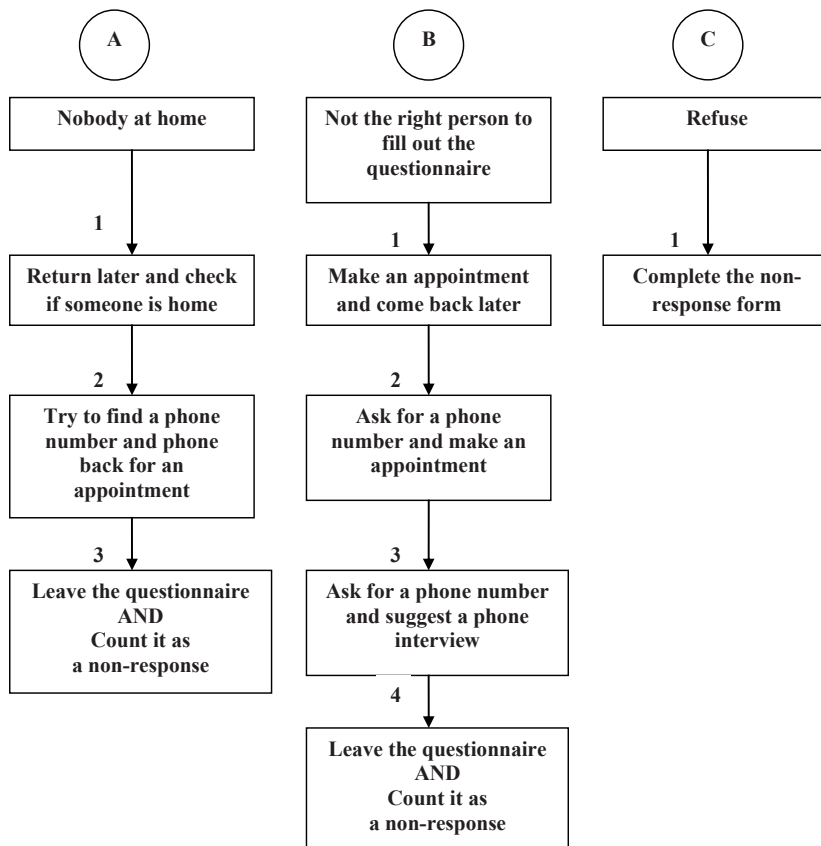 A
Nobody at home
1
Return later and check
if someone is home
2
Try to find a phone
number and phone
back for an
appointment
3
Leave the questionnaire
AND
Count it as
a non-response
B
Not the right person to
fill out the
questionnaire
1
Make an appointment
and come back later
2
Ask for a phone
number and make an
appointment
3
Ask for a phone number
and suggest a phone
interview
4
Leave the questionnaire
AND
Count it as
a non-response
C
Refuse
1
Complete the non-
response form